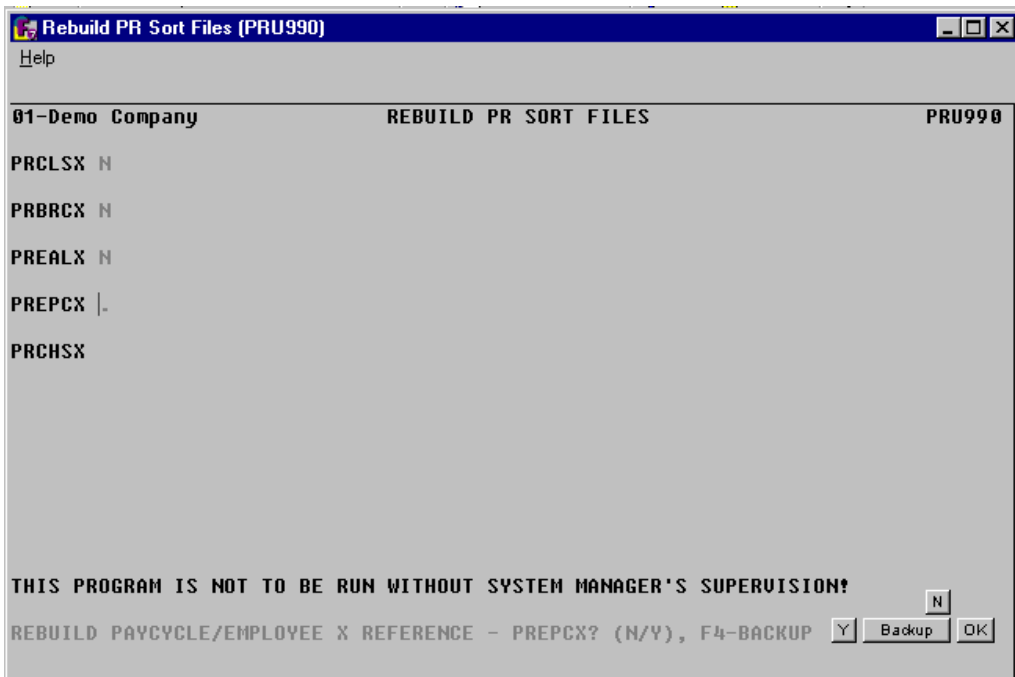 Rebuild PR Sort Files (PRU990)
Help
01-Demo Company REBUILD PR SORT FILES PRU990
PRCLSX N
PRBRCX N
PREALX N
PREPCX .
PRCHSX
THIS PROGRAM IS NOT TO BE RUN WITHOUT SYSTEM MANAGER'S SUPERVISION!
N
REBUILD PAYCYCLE/EMPLOYEE X REFERENCE - PREPCX? (N/Y), F4-BACKUP Y Backup OK